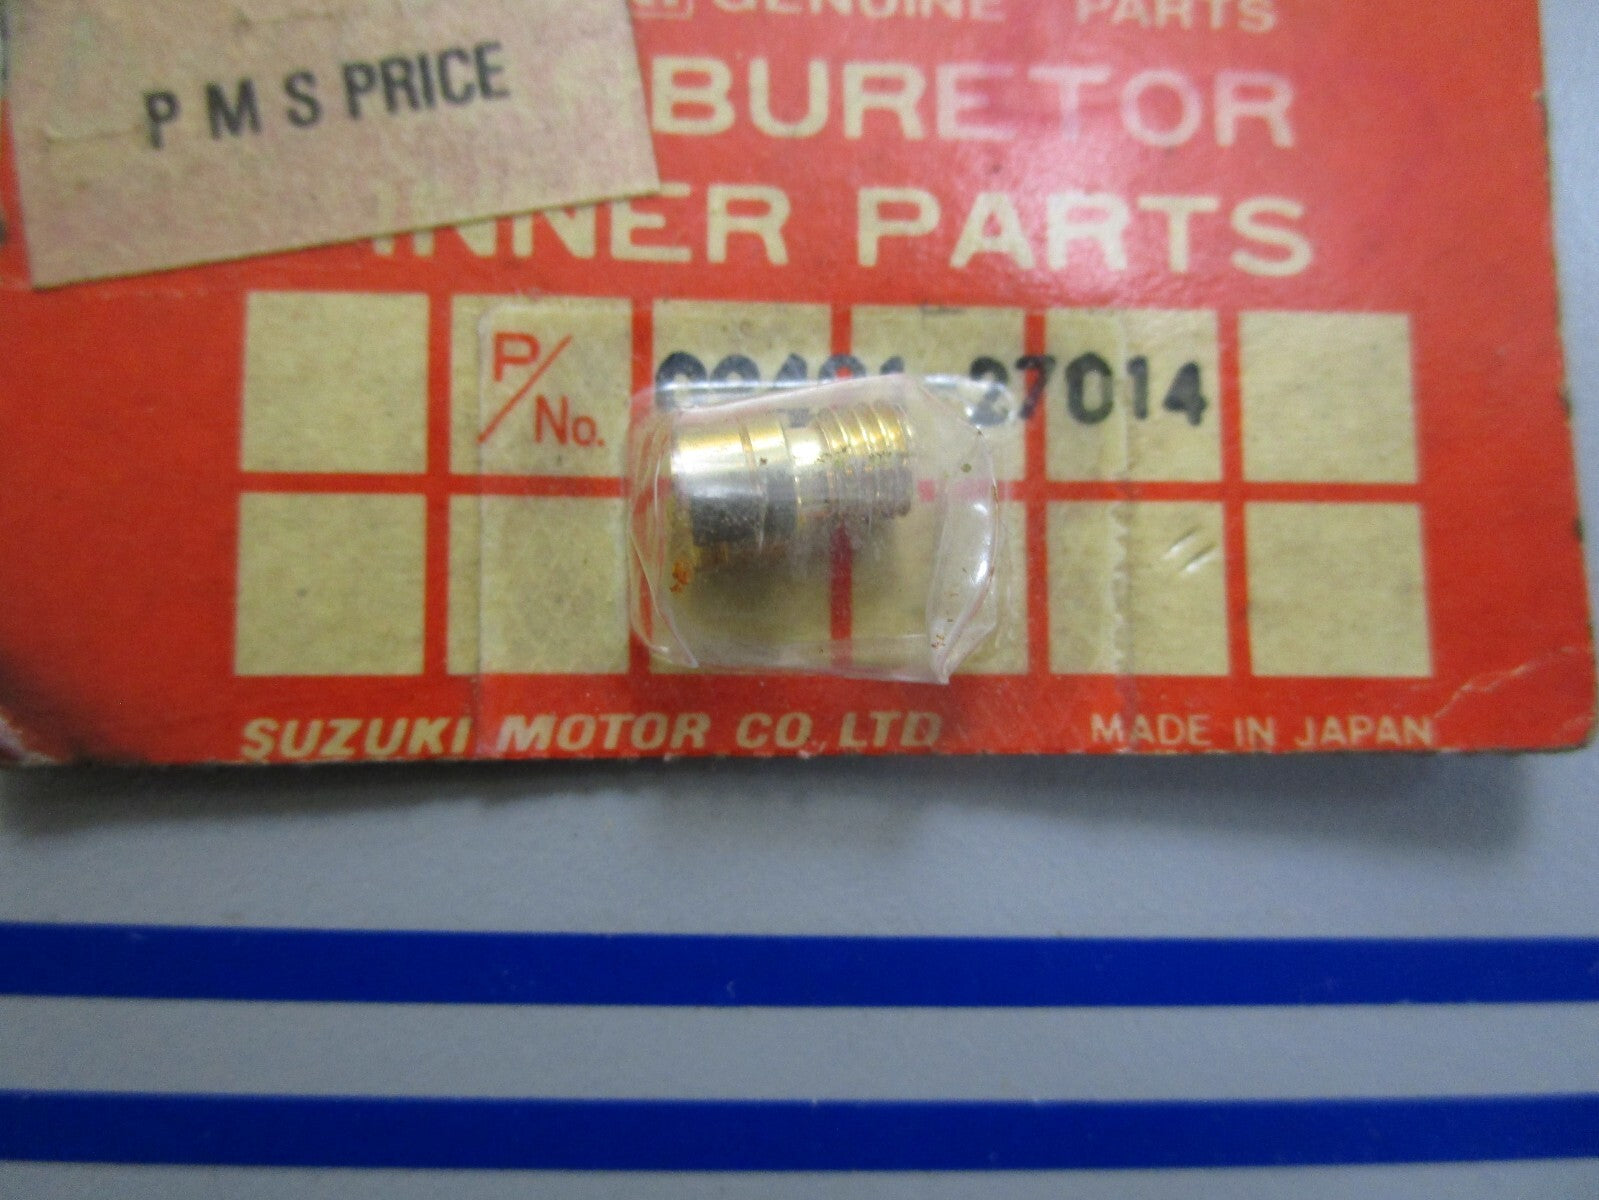 GENUINE PARTS
P M S PRICE
BURETOR
INNER PARTS
P/No. 27014
SUZUKI MOTOR CO. LTD
MADE IN JAPAN